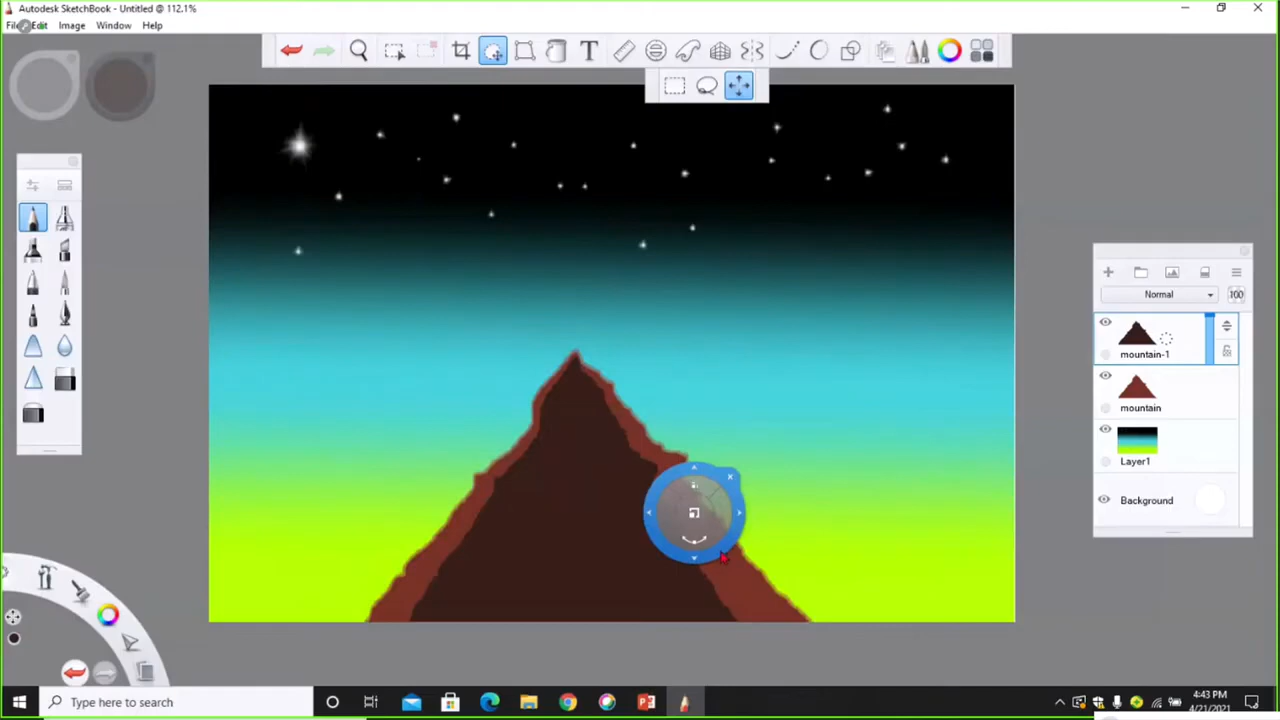 Autodesk SketchBook - Untitled @ 112.1%
File Edit Image Window Help
T
Normal 100
mountain-1
mountain
Layer1
Background
Type here to search
4:43 PM
4/21/2021